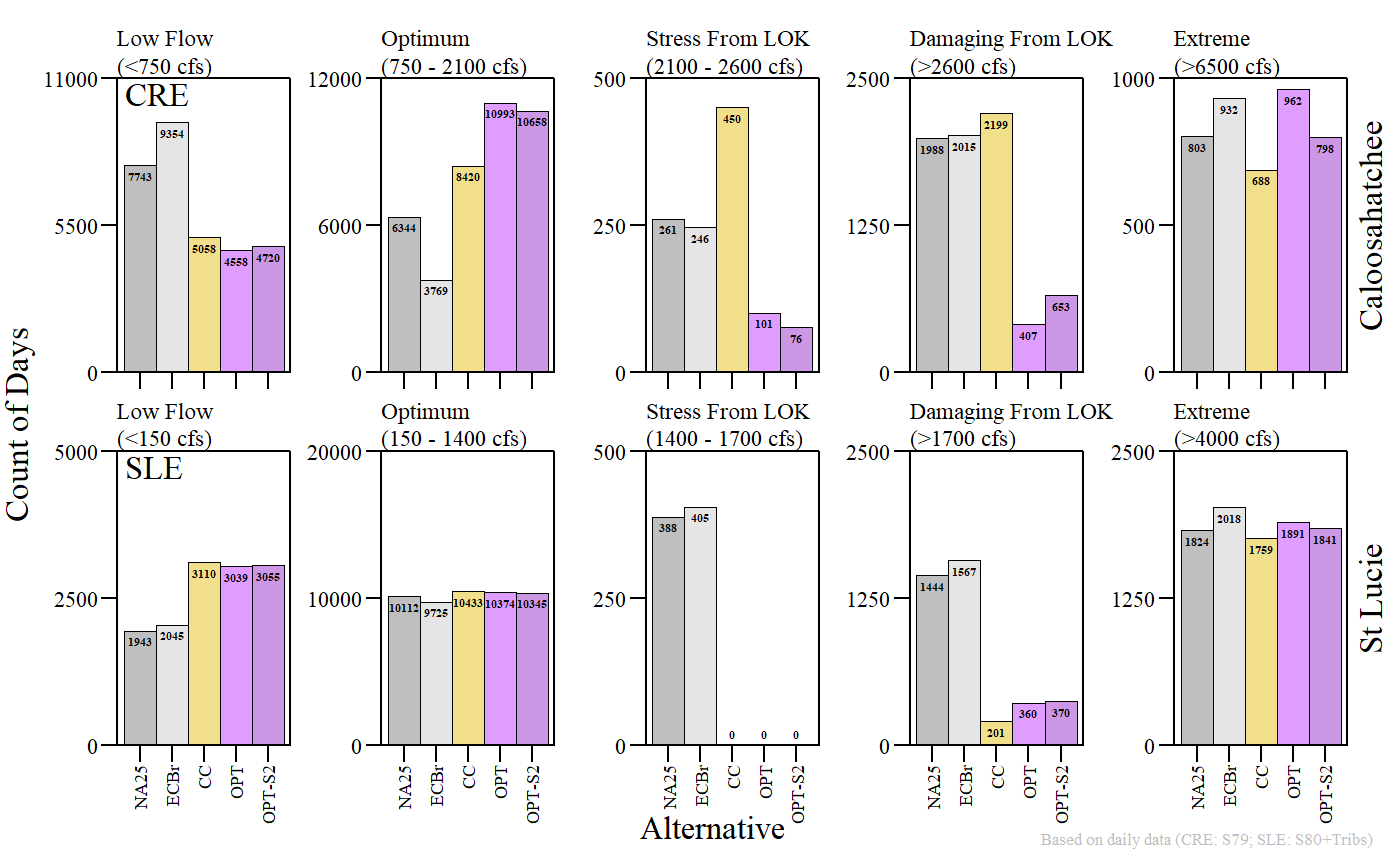 Low Flow
(<750 cfs)
Optimum
(750 - 2100 cfs)
Stress From LOK
(2100 - 2600 cfs)
Damaging From LOK
(>2600 cfs)
Extreme
(>6500 cfs)
11000
5500
0
CRE
7743
9354
5058
4558
4720
12000
6000
0
6344
3769
8420
10993
10658
500
250
0
261
246
450
101
76
2500
1250
0
1988
2015
2199
407
653
1000
500
0
803
932
688
962
798
Caloosahatchee
Count of Days
Low Flow
(<150 cfs)
Optimum
(150 - 1400 cfs)
Stress From LOK
(1400 - 1700 cfs)
Damaging From LOK
(>1700 cfs)
Extreme
(>4000 cfs)
5000
2500
0
SLE
1943
2045
3110
3039
3055
20000
10000
0
10112
9725
10433
10374
10345
500
250
0
388
405
0
0
0
2500
1250
0
1444
1567
201
360
370
2500
1250
0
1824
2018
1759
1891
1841
St Lucie
NA25
ECBr
CC
OPT
OPT-S2
NA25
ECBr
CC
OPT
OPT-S2
NA25
ECBr
CC
OPT
OPT-S2
NA25
ECBr
CC
OPT
OPT-S2
NA25
ECBr
CC
OPT
OPT-S2
Alternative
Based on daily data (CRE: S79; SLE: S80+Tribs)